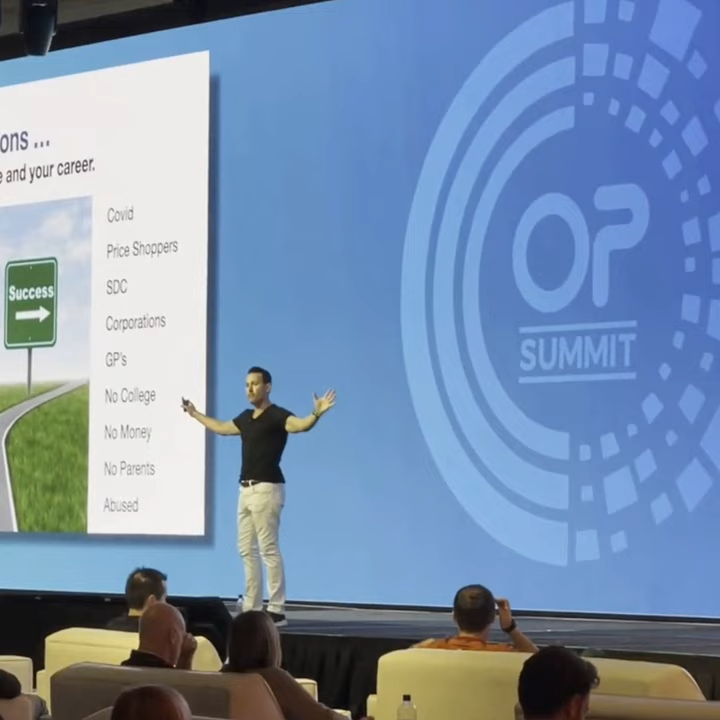 ons ...
e and your career.
Success
Covid
Price Shoppers
SDC
Corporations
GP's
No College
No Money
No Parents
Abused
OP
SUMMIT